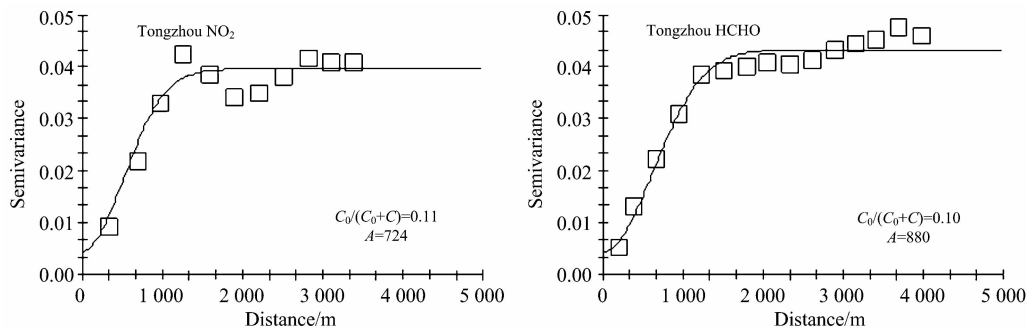 0.05
0.04
0.03
0.02
0.01
0.00
Semivariance
Tongzhou NO₂
C₀/(C₀+C)=0.11
A=724
0
1 000
2 000
3 000
4 000
5 000
Distance/m
0.05
0.04
0.03
0.02
0.01
0.00
Semivariance
Tongzhou HCHO
C₀/(C₀+C)=0.10
A=880
0
1 000
2 000
3 000
4 000
5 000
Distance/m